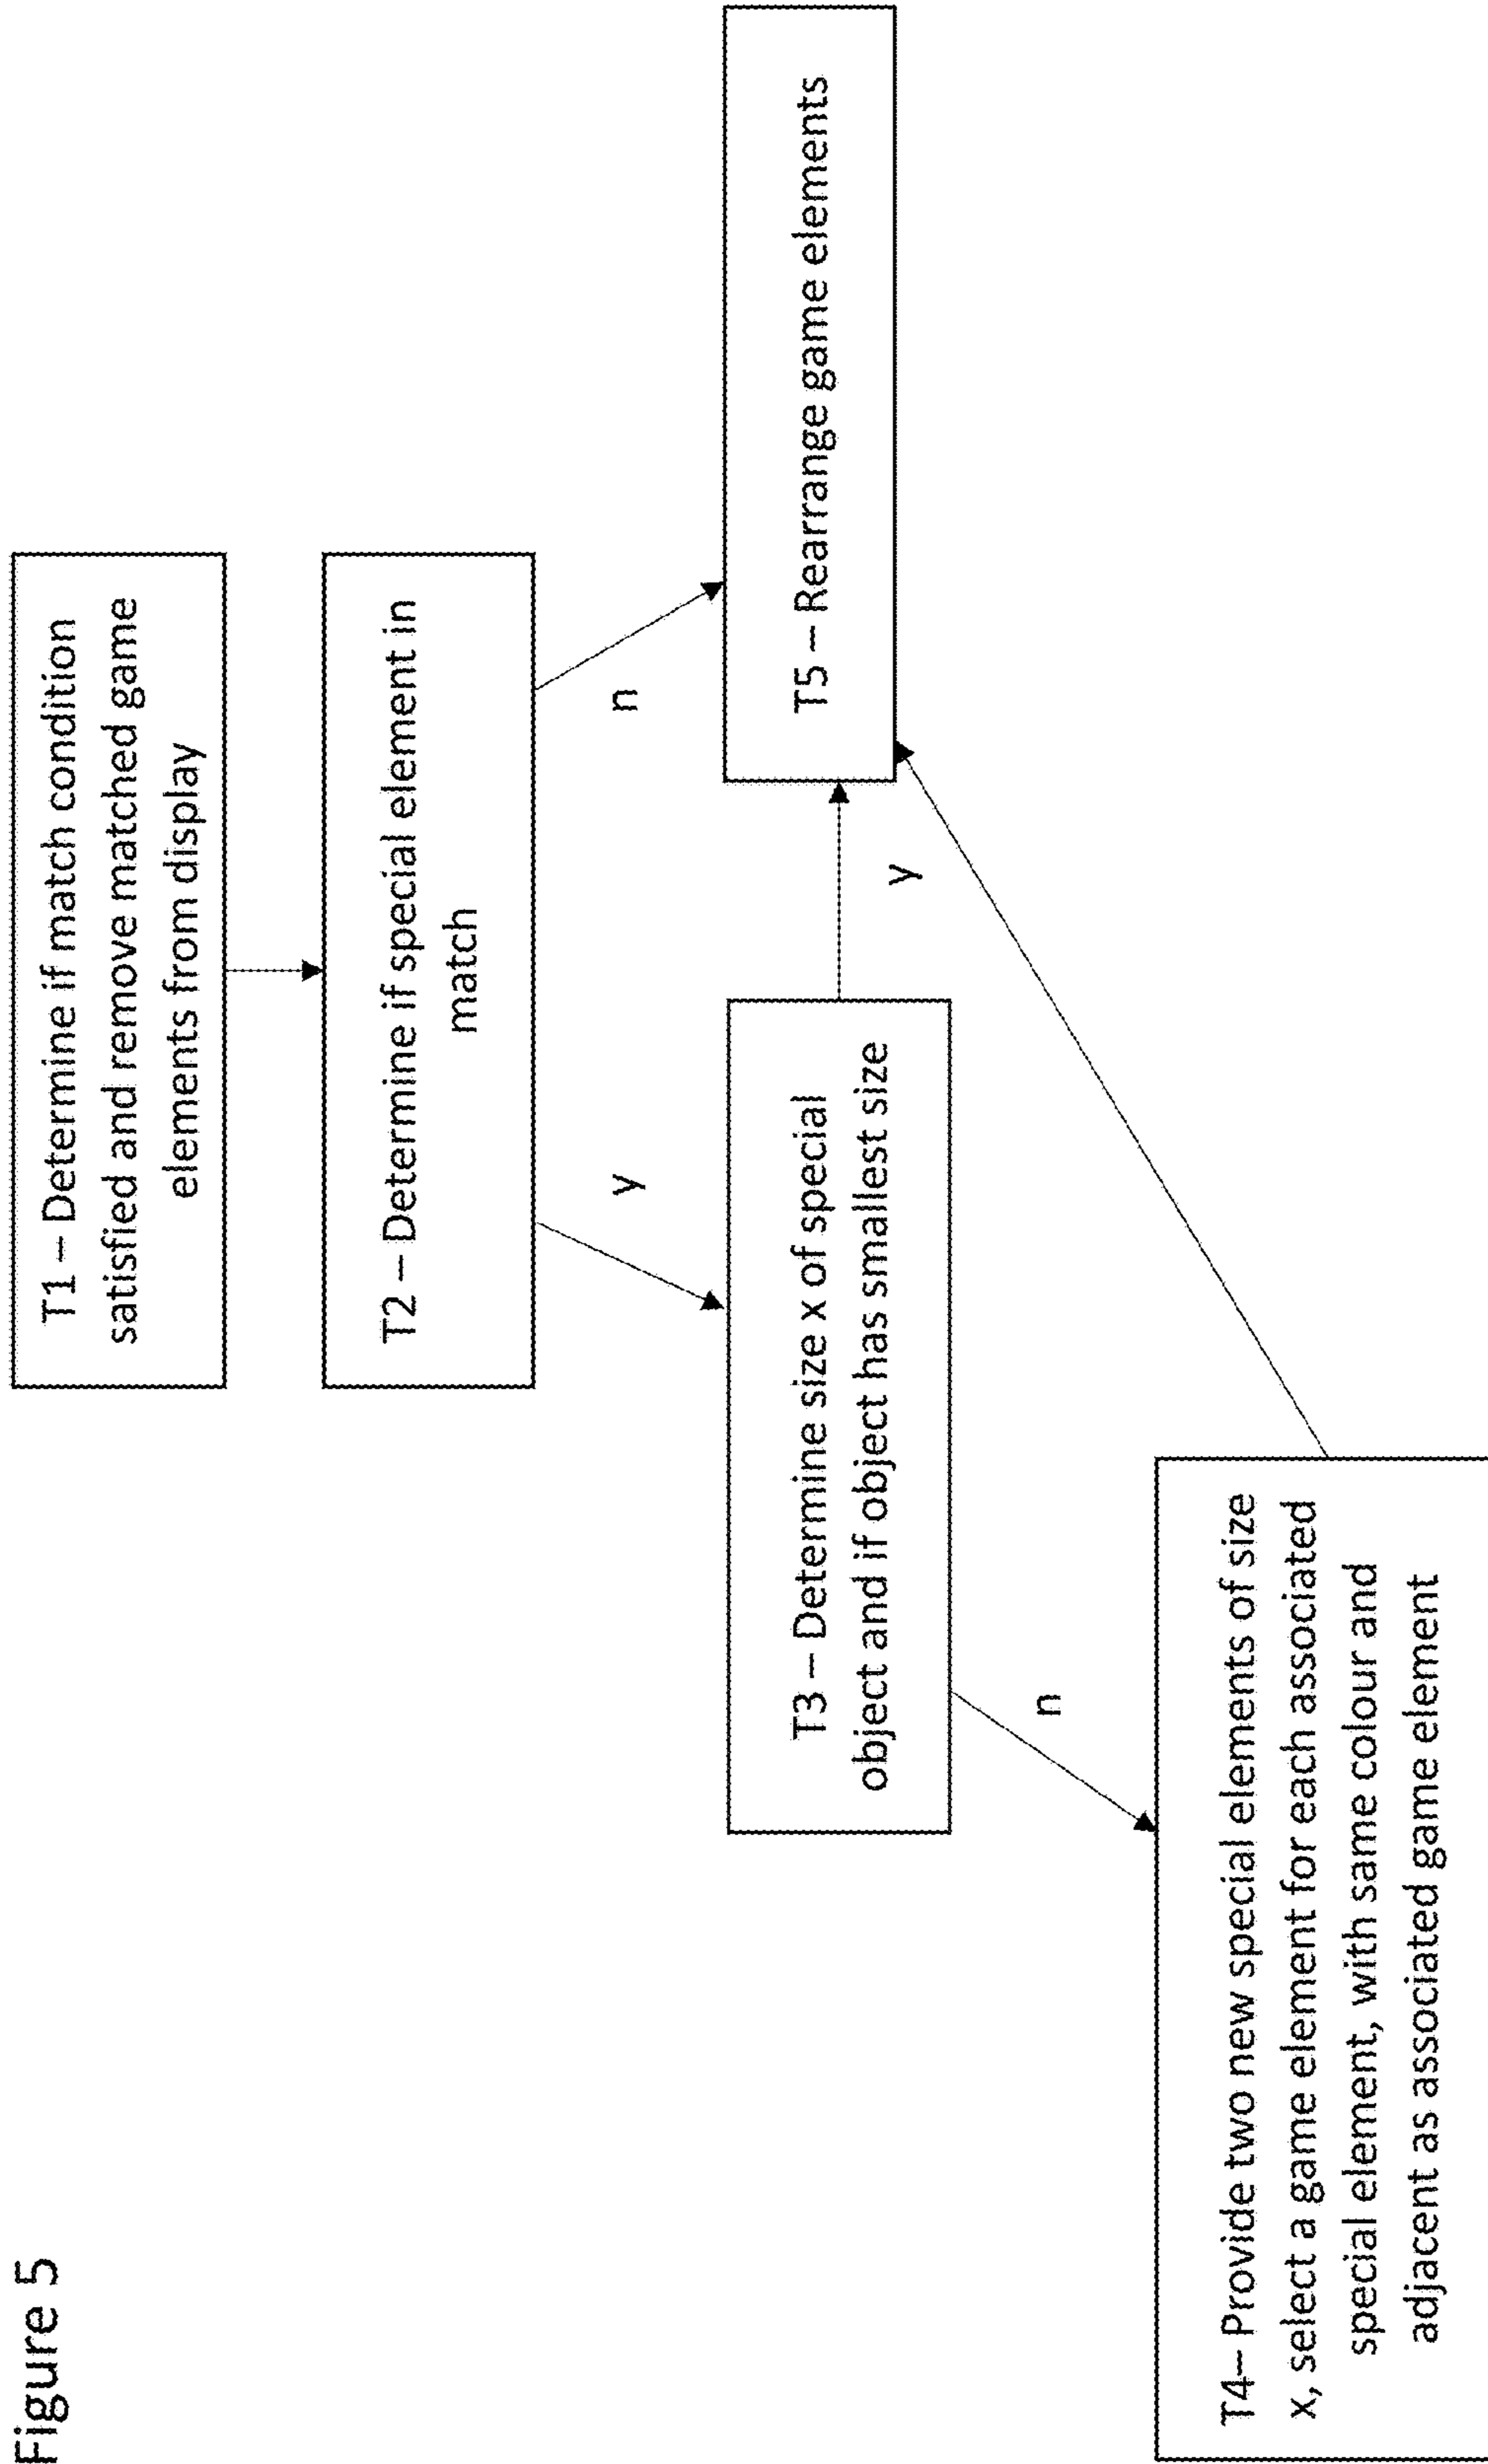 Figure 5
T1 – Determine if match condition
satisfied and remove matched game
elements from display
T2 – Determine if special element in
match
y
n
T3 – Determine size x of special
object and if object has smallest size
y
T5 – Rearrange game elements
n
T4– Provide two new special elements of size
x, select a game element for each associated
special element, with same colour and
adjacent as associated game element